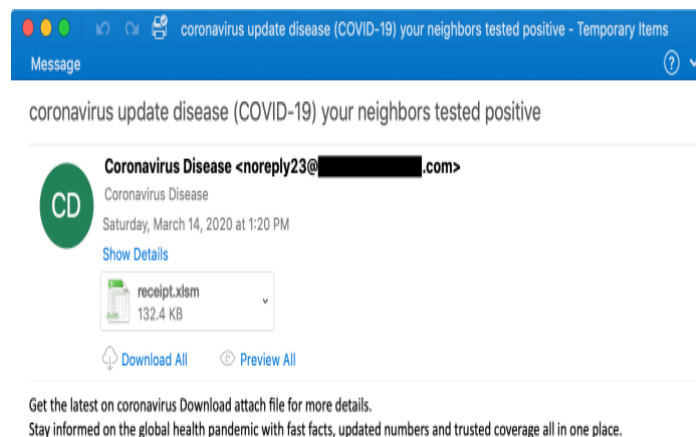 coronavirus update disease (COVID-19) your neighbors tested positive - Temporary Items
Message
coronavirus update disease (COVID-19) your neighbors tested positive
Coronavirus Disease <noreply23@ .com>
CD
Coronavirus Disease
Saturday, March 14, 2020 at 1:20 PM
Show Details
receipt.xlsm
132.4 KB
Download All Preview All
Get the latest on coronavirus Download attach file for more details.
Stay informed on the global health pandemic with fast facts, updated numbers and trusted coverage all in one place.